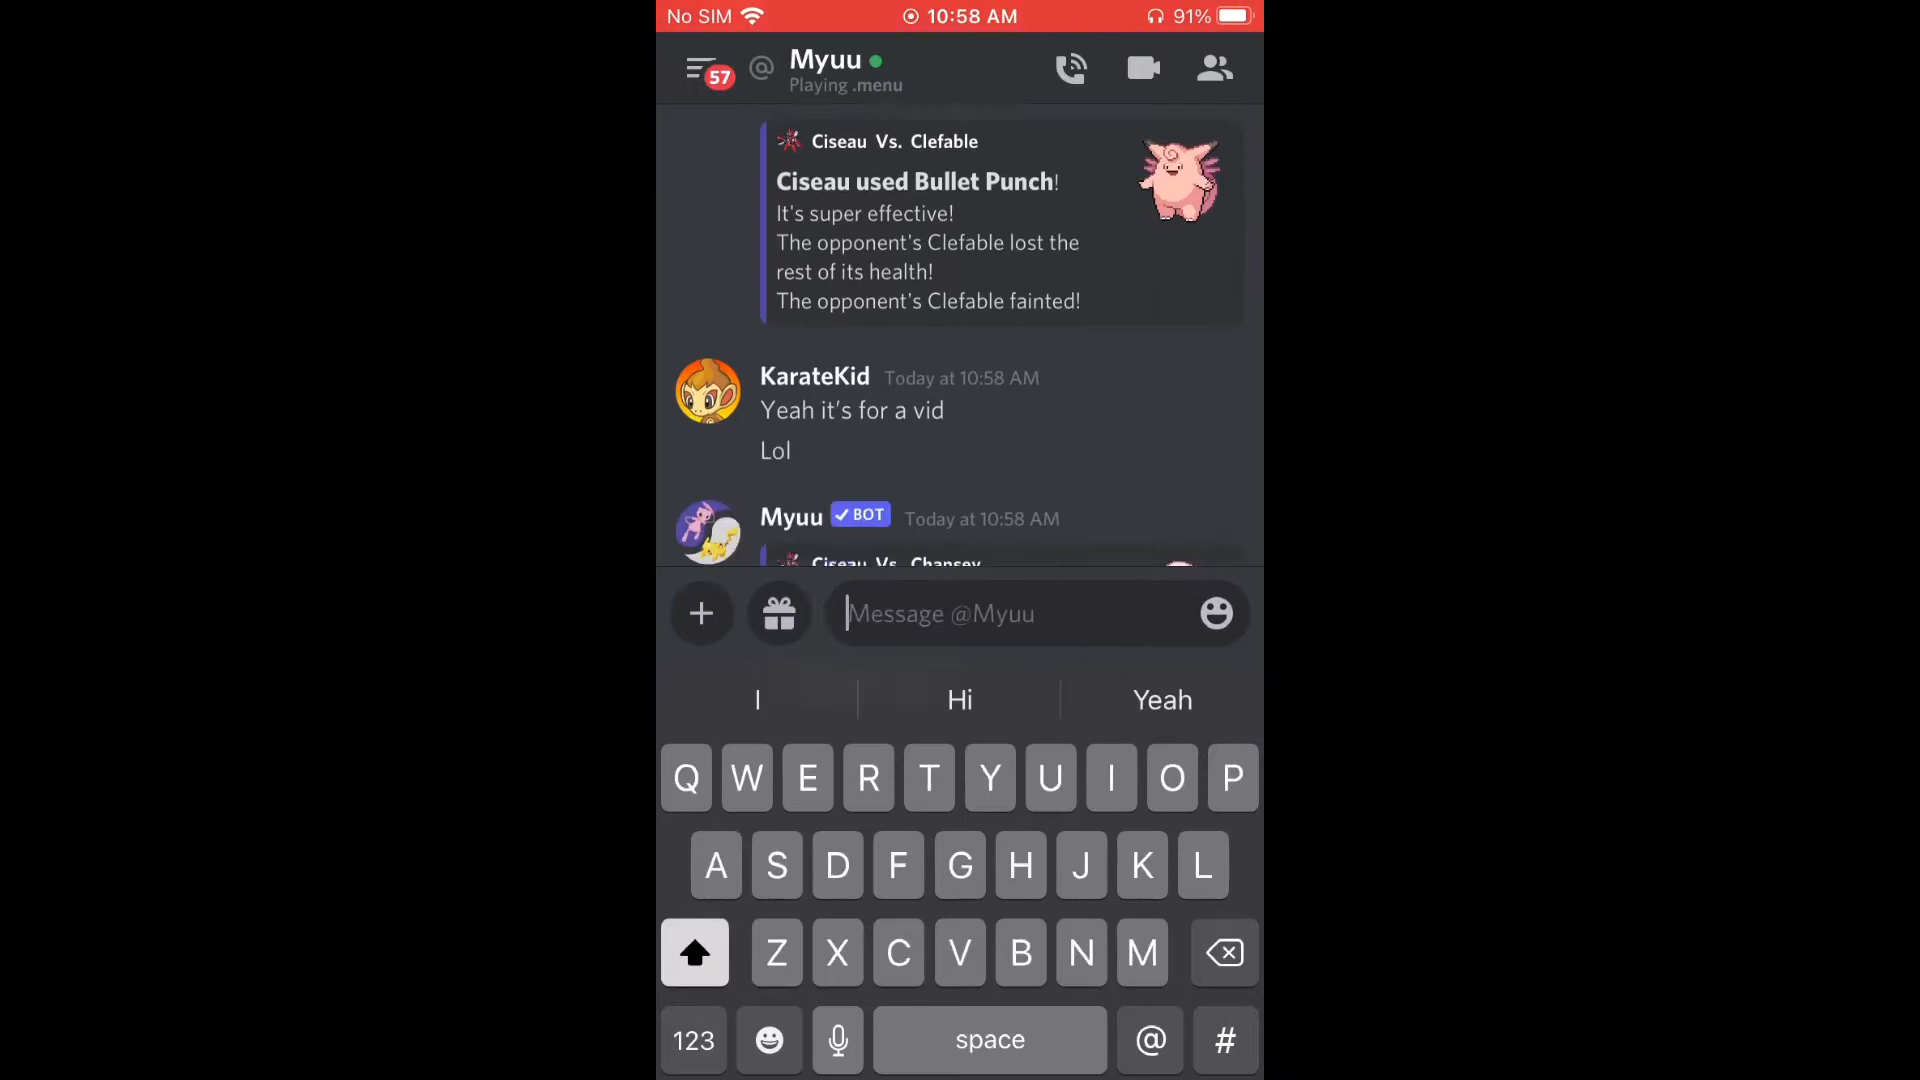 No SIM 10:58 AM 91%
57 @ Myuu
Playing .menu
Ciseau Vs. Clefable
Ciseau used Bullet Punch!
It's super effective!
The opponent's Clefable lost the
rest of its health!
The opponent's Clefable fainted!
KarateKid Today at 10:58 AM
Yeah it’s for a vid
Lol
Myuu BOT Today at 10:58 AM
Ciseau Vs. Chansey
Message @Myuu
I Hi Yeah
Q W E R T Y U I O P
A S D F G H J K L
Z X C V B N M
123 space @ #